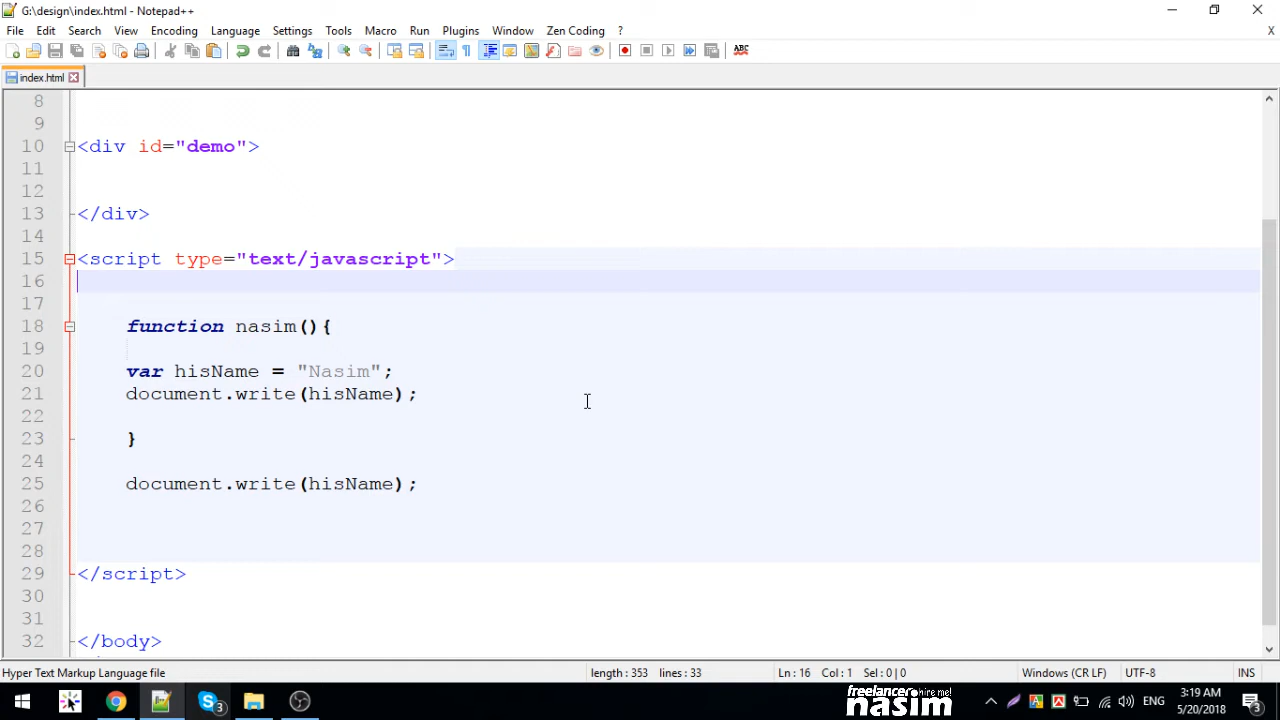 G:\design\index.html - Notepad++
File Edit Search View Encoding Language Settings Tools Macro Run Plugins Window Zen Coding ? X
ABC
index.html
8
9
10 <div id="demo">
11
12
13 </div>
14
15 <script type="text/javascript">
16
17
18 function nasim(){
19
20 var hisName = "Nasim";
21 document.write(hisName);
22
23 }
24
25 document.write(hisName);
26
27
28
29 </script>
30
31
32 </body>
Hyper Text Markup Language file length : 353 lines : 33 Ln : 16 Col : 1 Sel : 0 | 0 Windows (CR LF) UTF-8 INS
3 freelancer hire me! nasim ENG 3:19 AM 5/20/2018 3